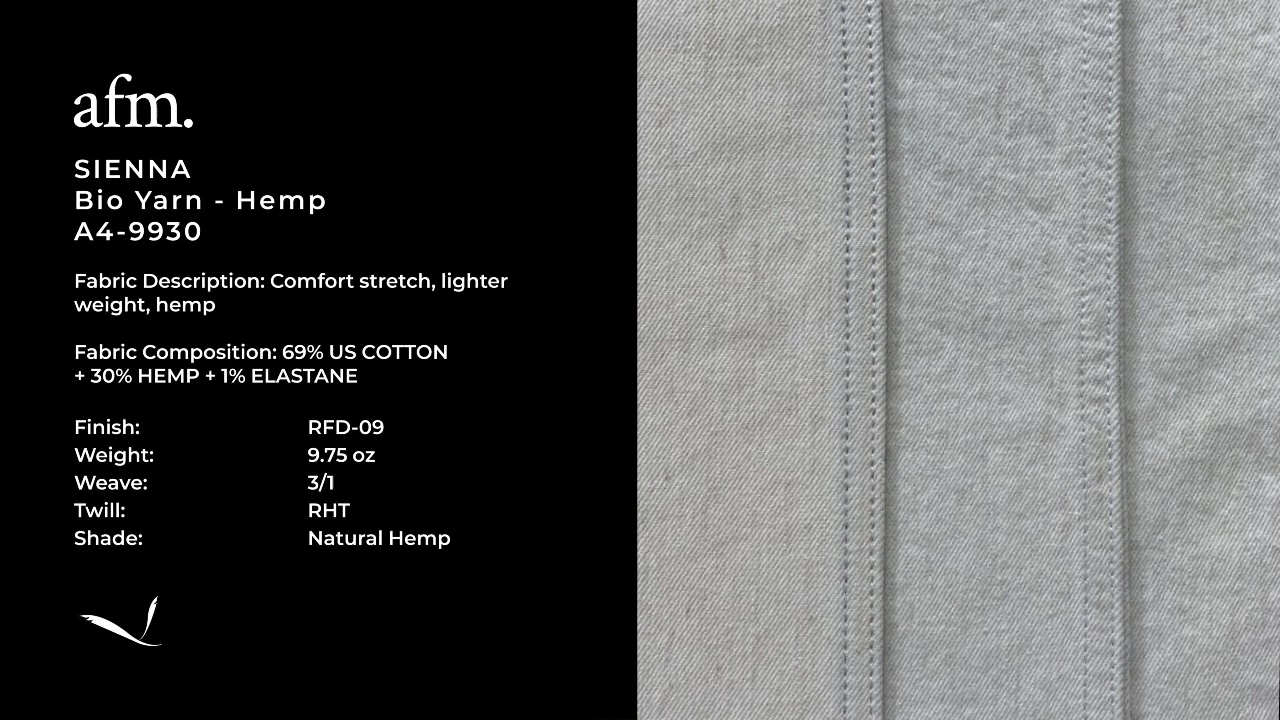 afm.
SIENNA
Bio Yarn - Hemp
A4-9930
Fabric Description: Comfort stretch, lighter
weight, hemp
Fabric Composition: 69% US COTTON
+ 30% HEMP + 1% ELASTANE
Finish: RFD-09
Weight: 9.75 oz
Weave: 3/1
Twill: RHT
Shade: Natural Hemp